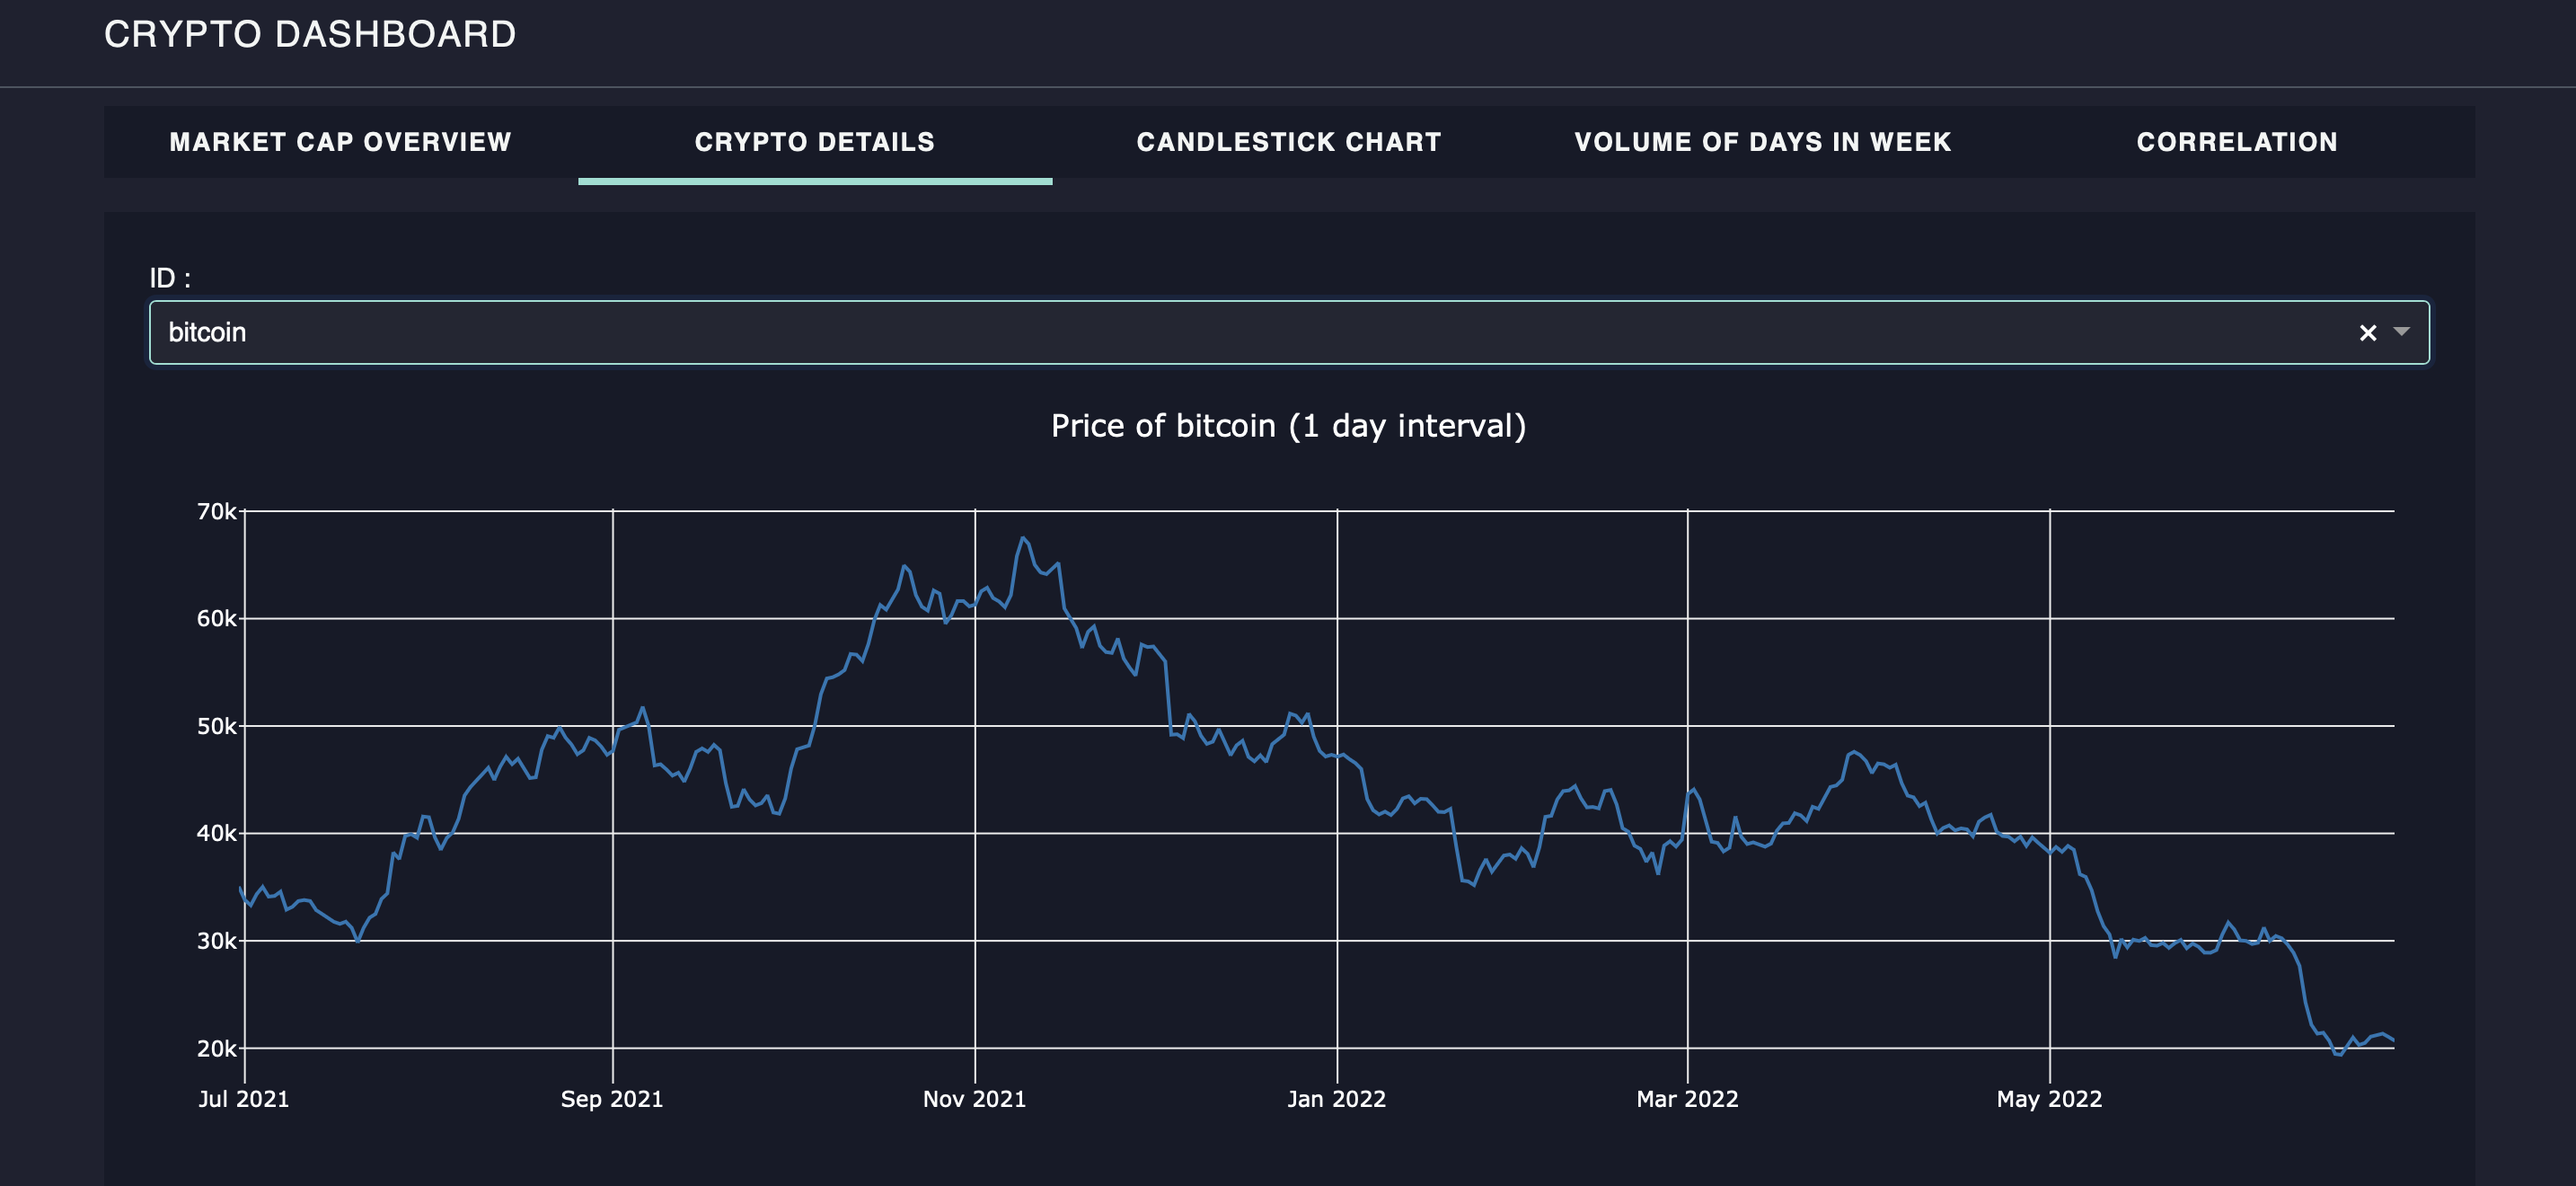 CRYPTO DASHBOARD
MARKET CAP OVERVIEW CRYPTO DETAILS CANDLESTICK CHART VOLUME OF DAYS IN WEEK CORRELATION
ID :
bitcoin
Price of bitcoin (1 day interval)
70k
60k
50k
40k
30k
20k
Jul 2021 Sep 2021 Nov 2021 Jan 2022 Mar 2022 May 2022